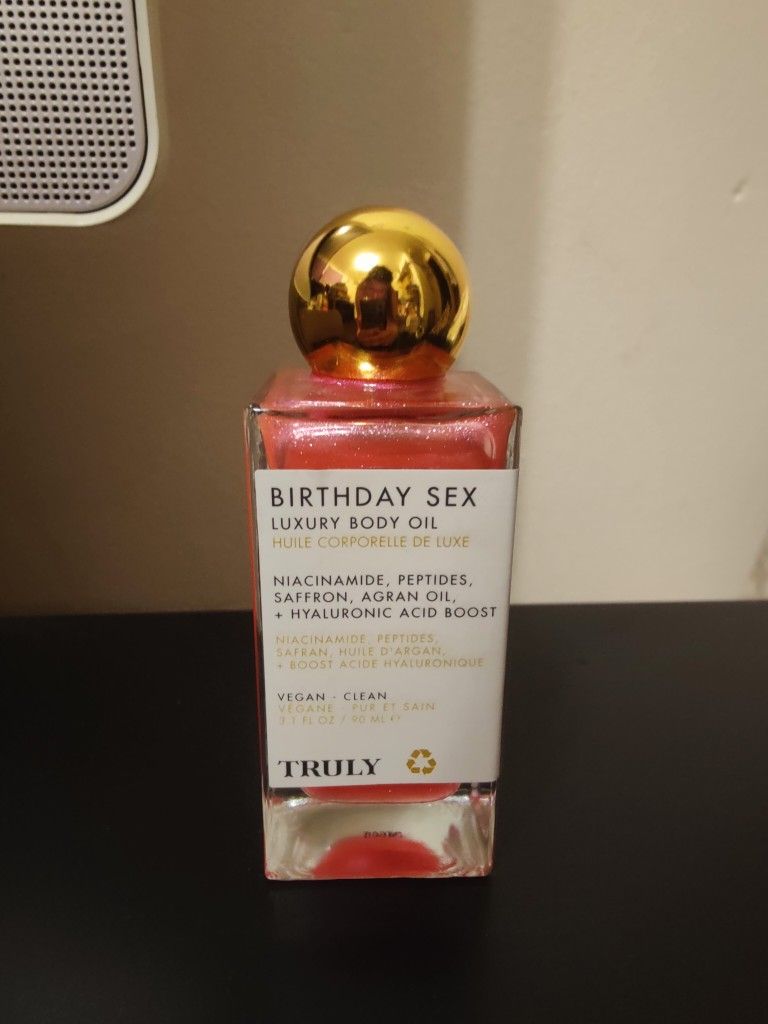 BIRTHDAY SEX
LUXURY BODY OIL
HUILE CORPORELLE DE LUXE
NIACINAMIDE, PEPTIDES,
SAFFRON, AGRAN OIL,
+ HYALURONIC ACID BOOST
NIACINAMIDE, PEPTIDES,
SAFRAN, HUILE D'ARGAN,
+ BOOST ACIDE HYALURONIQUE
VEGAN · CLEAN
VÉGANE · PUR ET SAIN
3.1 FL OZ / 90 ML ℮
TRULY